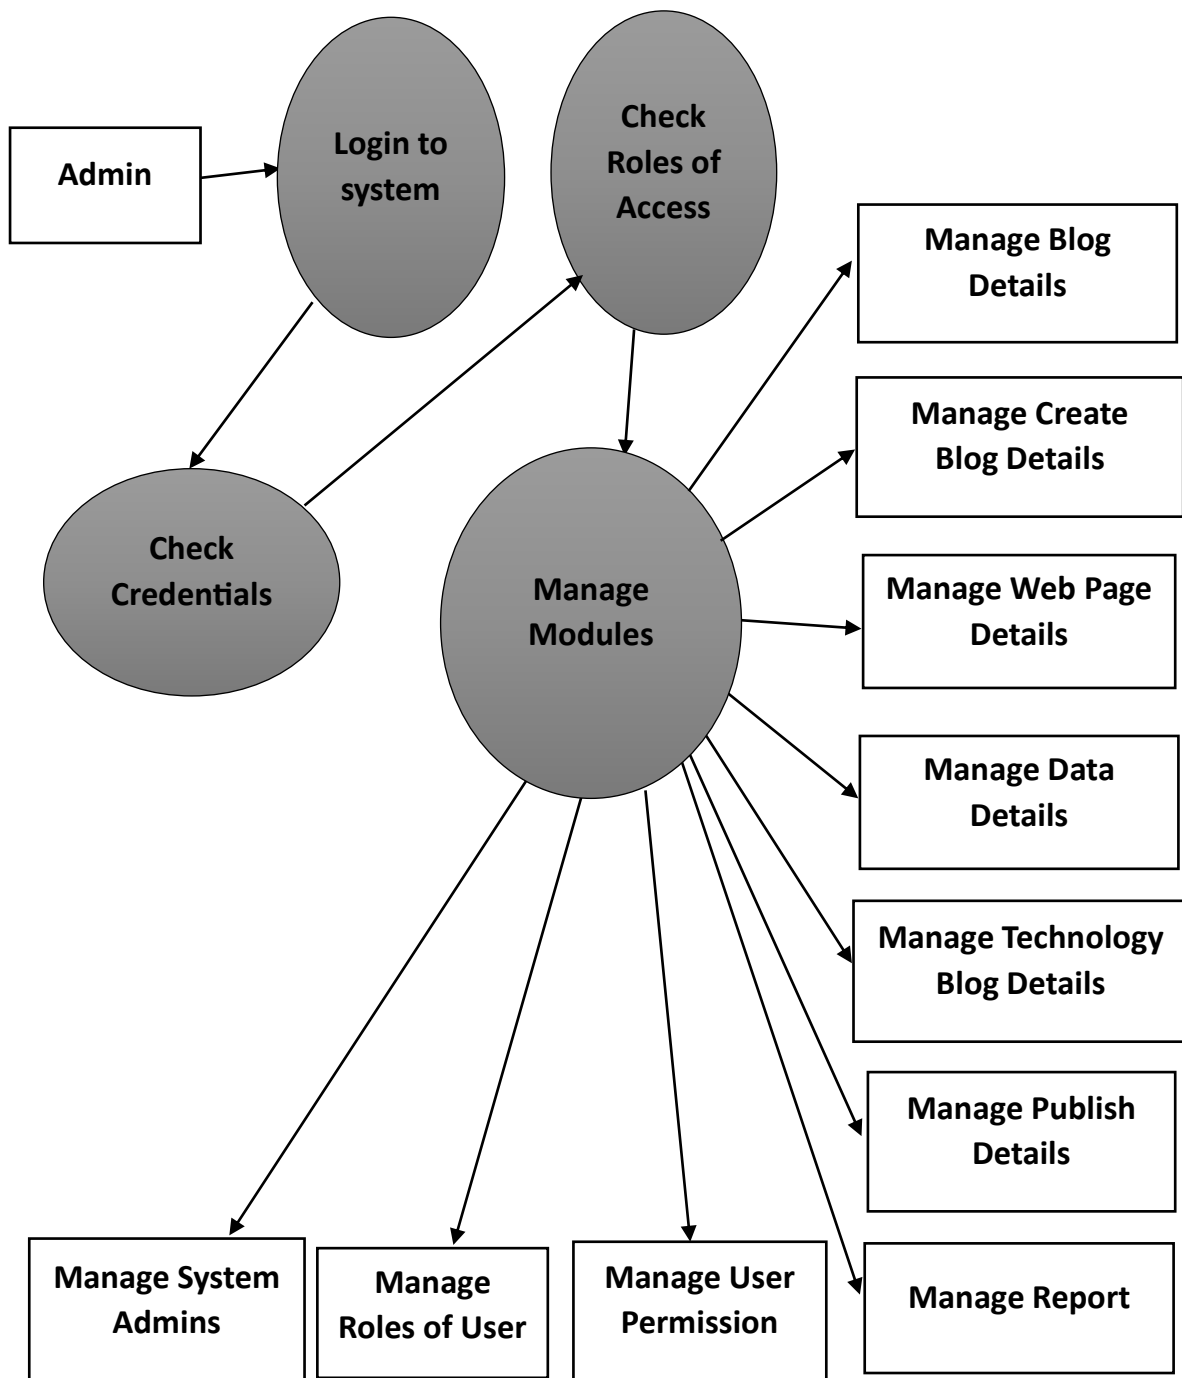 Admin
Login to
system
Check
Roles of
Access
Manage Blog
Details
Manage Create
Blog Details
Check
Credentials
Manage
Modules
Manage Web Page
Details
Manage Data
Details
Manage Technology
Blog Details
Manage Publish
Details
Manage System
Admins
Manage
Roles of User
Manage User
Permission
Manage Report